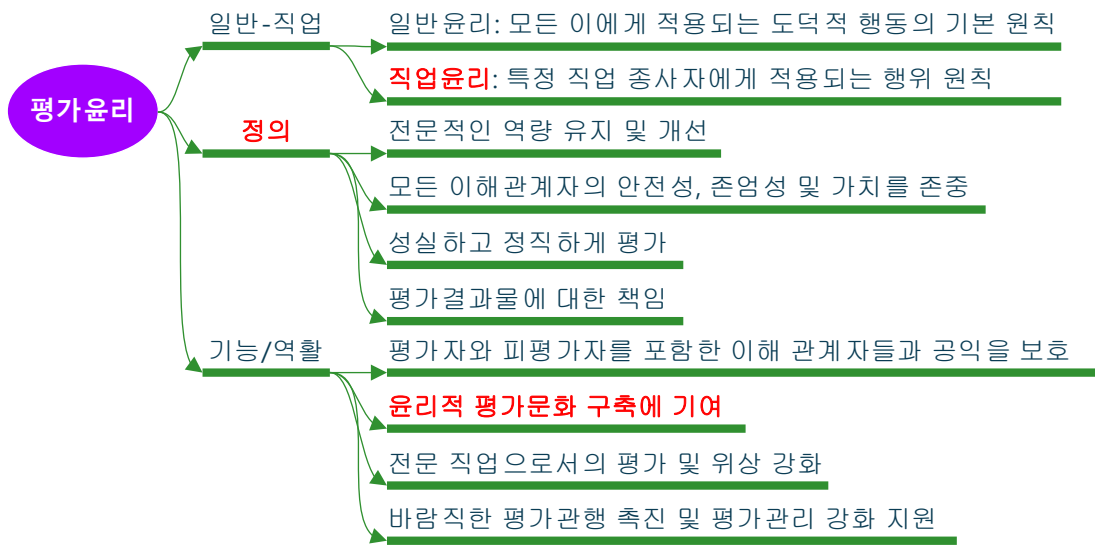 일반-직업
일반윤리: 모든 이에게 적용되는 도덕적 행동의 기본 원칙
직업윤리: 특정 직업 종사자에게 적용되는 행위 원칙
평가윤리
정의
전문적인 역량 유지 및 개선
모든 이해관계자의 안전성, 존엄성 및 가치를 존중
성실하고 정직하게 평가
평가결과물에 대한 책임
기능/역활
평가자와 피평가자를 포함한 이해 관계자들과 공익을 보호
윤리적 평가문화 구축에 기여
전문 직업으로서의 평가 및 위상 강화
바람직한 평가관행 촉진 및 평가관리 강화 지원